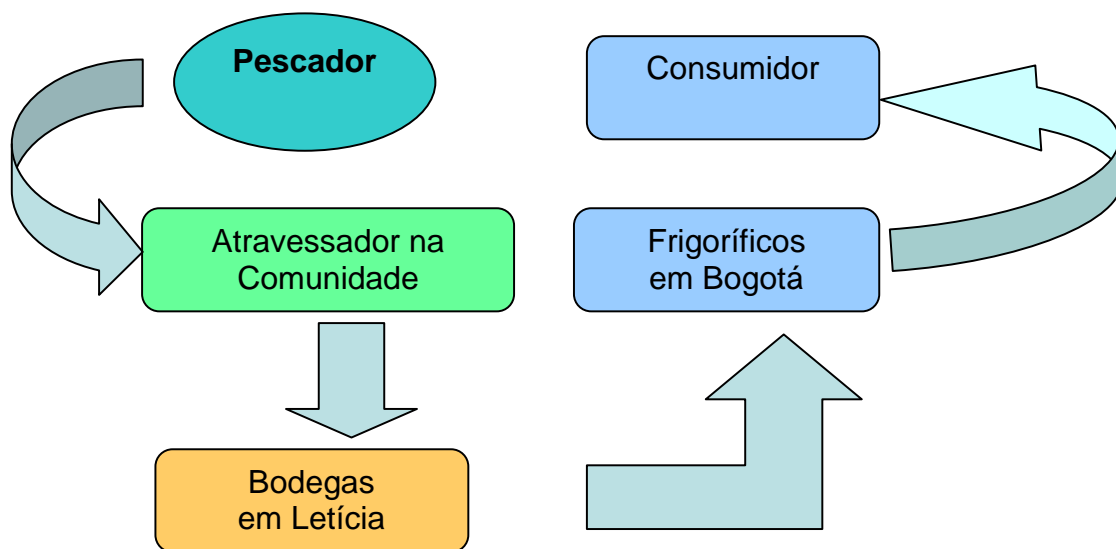 Pescador
Atravessador na
Comunidade
Bodegas
em Letícia
Frigoríficos
em Bogotá
Consumidor